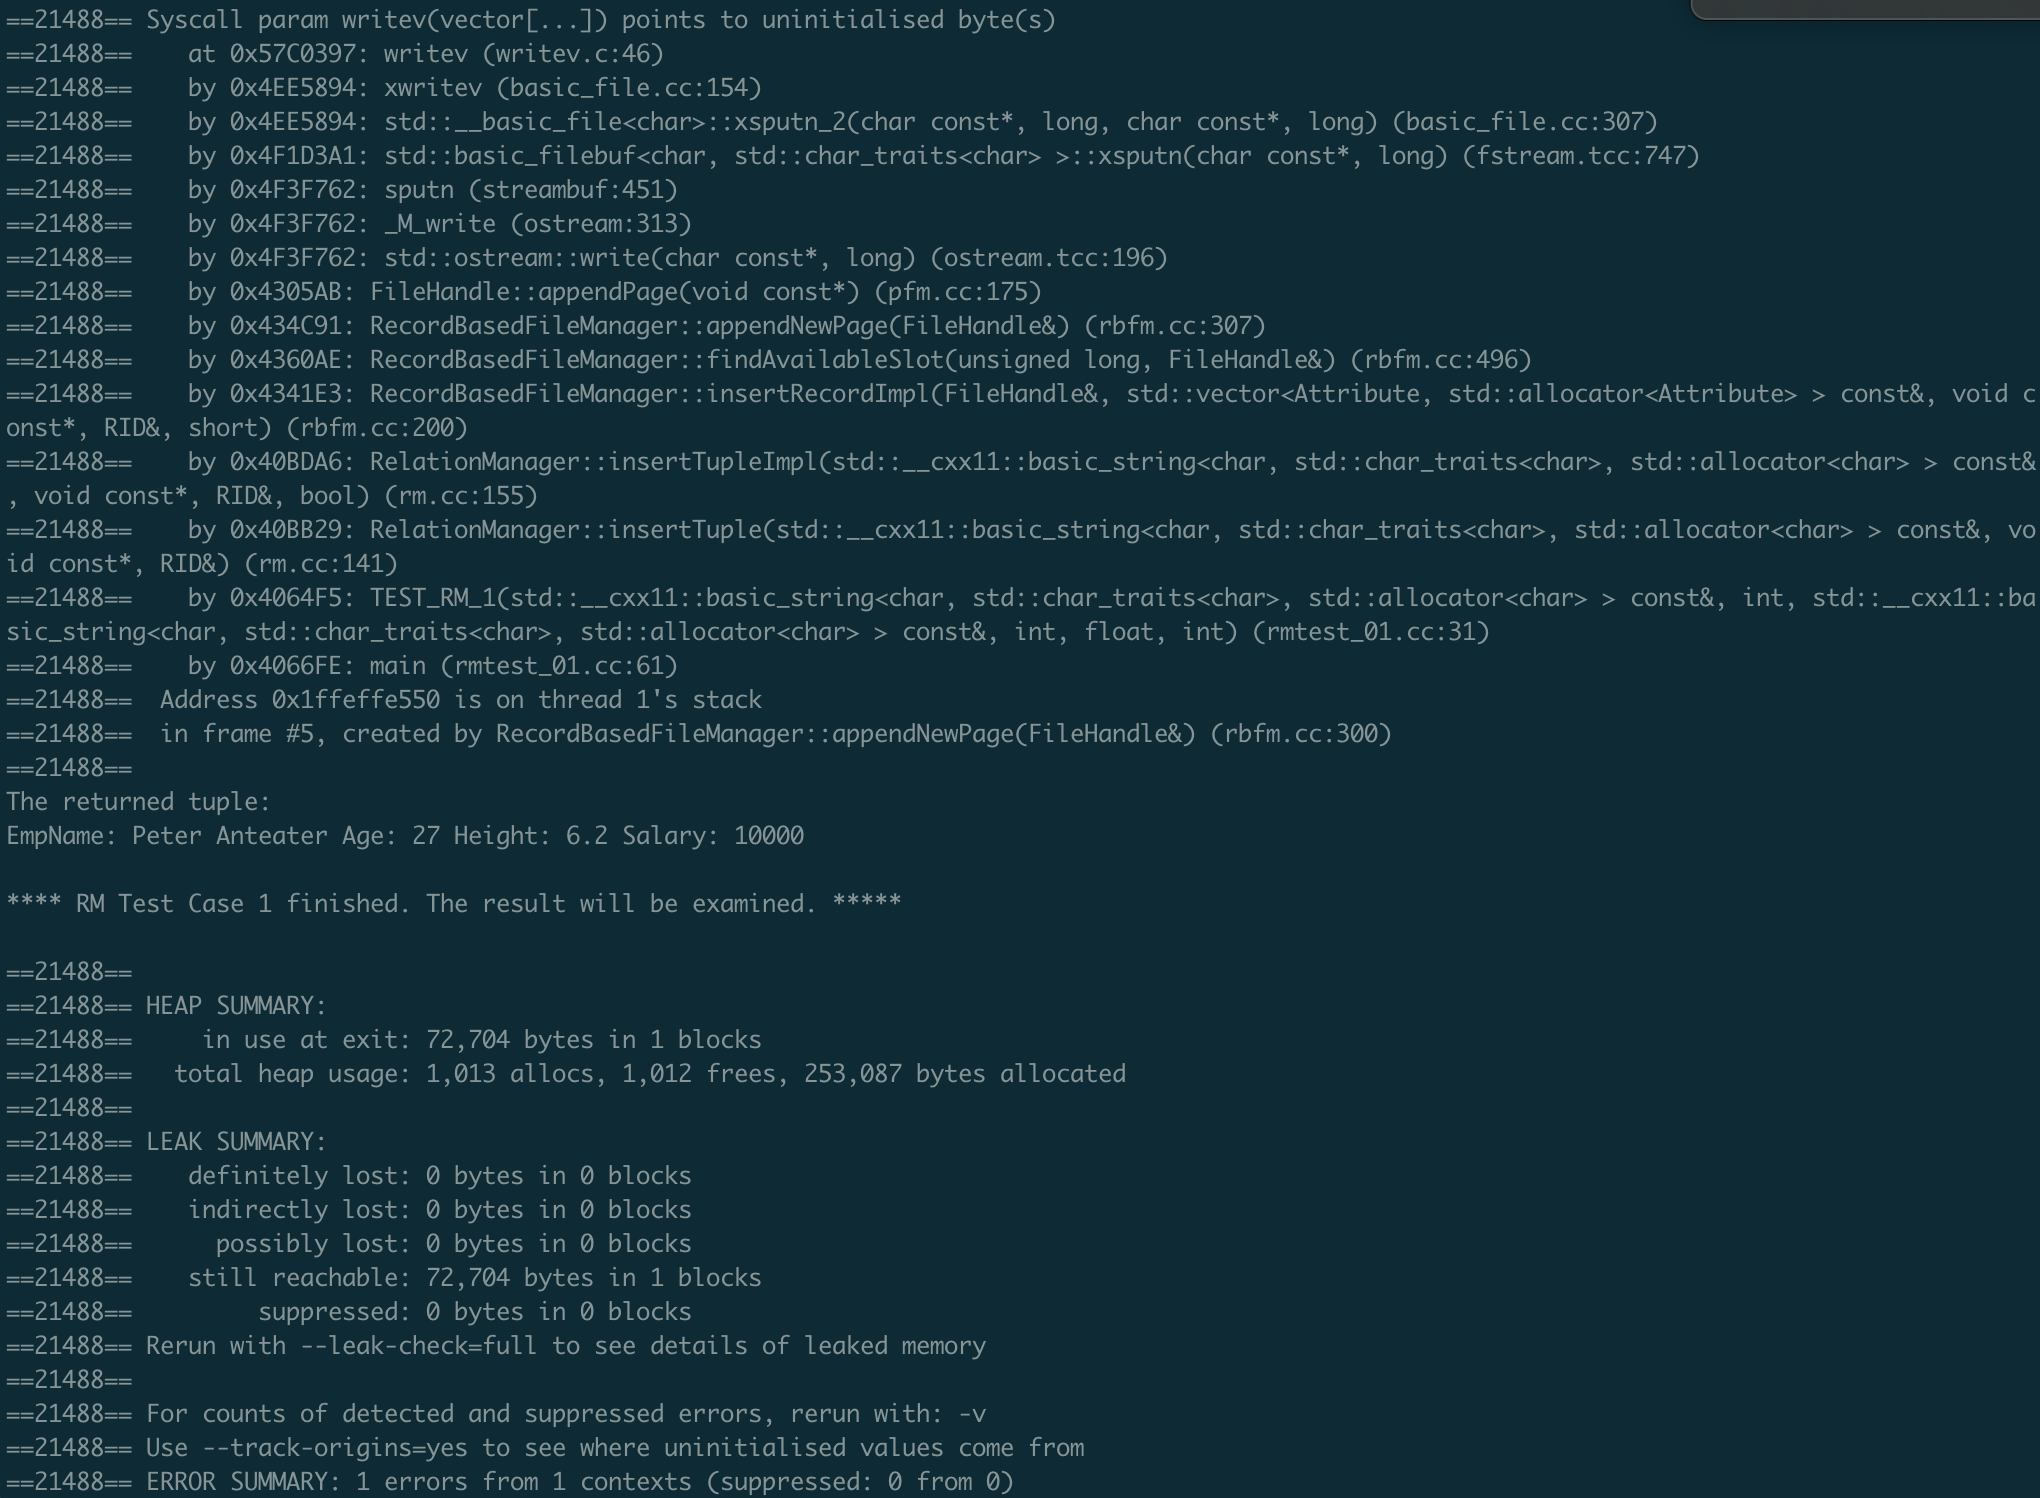 ==21488== Syscall param writev(vector[...]) points to uninitialised byte(s)
==21488==    at 0x57C0397: writev (writev.c:46)
==21488==    by 0x4EE5894: xwritev (basic_file.cc:154)
==21488==    by 0x4EE5894: std::__basic_file<char>::xsputn_2(char const*, long, char const*, long) (basic_file.cc:307)
==21488==    by 0x4F1D3A1: std::basic_filebuf<char, std::char_traits<char> >::xsputn(char const*, long) (fstream.tcc:747)
==21488==    by 0x4F3F762: sputn (streambuf:451)
==21488==    by 0x4F3F762: _M_write (ostream:313)
==21488==    by 0x4F3F762: std::ostream::write(char const*, long) (ostream.tcc:196)
==21488==    by 0x4305AB: FileHandle::appendPage(void const*) (pfm.cc:175)
==21488==    by 0x434C91: RecordBasedFileManager::appendNewPage(FileHandle&) (rbfm.cc:307)
==21488==    by 0x4360AE: RecordBasedFileManager::findAvailableSlot(unsigned long, FileHandle&) (rbfm.cc:496)
==21488==    by 0x4341E3: RecordBasedFileManager::insertRecordImpl(FileHandle&, std::vector<Attribute, std::allocator<Attribute> > const&, void c
onst*, RID&, short) (rbfm.cc:200)
==21488==    by 0x40BDA6: RelationManager::insertTupleImpl(std::__cxx11::basic_string<char, std::char_traits<char>, std::allocator<char> > const&
, void const*, RID&, bool) (rm.cc:155)
==21488==    by 0x40BB29: RelationManager::insertTuple(std::__cxx11::basic_string<char, std::char_traits<char>, std::allocator<char> > const&, vo
id const*, RID&) (rm.cc:141)
==21488==    by 0x4064F5: TEST_RM_1(std::__cxx11::basic_string<char, std::char_traits<char>, std::allocator<char> > const&, int, std::__cxx11::ba
sic_string<char, std::char_traits<char>, std::allocator<char> > const&, int, float, int) (rmtest_01.cc:31)
==21488==    by 0x4066FE: main (rmtest_01.cc:61)
==21488==  Address 0x1ffeffe550 is on thread 1's stack
==21488==  in frame #5, created by RecordBasedFileManager::appendNewPage(FileHandle&) (rbfm.cc:300)
==21488==
The returned tuple:
EmpName: Peter Anteater Age: 27 Height: 6.2 Salary: 10000
**** RM Test Case 1 finished. The result will be examined. *****
==21488==
==21488== HEAP SUMMARY:
==21488==     in use at exit: 72,704 bytes in 1 blocks
==21488==   total heap usage: 1,013 allocs, 1,012 frees, 253,087 bytes allocated
==21488==
==21488== LEAK SUMMARY:
==21488==    definitely lost: 0 bytes in 0 blocks
==21488==    indirectly lost: 0 bytes in 0 blocks
==21488==      possibly lost: 0 bytes in 0 blocks
==21488==    still reachable: 72,704 bytes in 1 blocks
==21488==         suppressed: 0 bytes in 0 blocks
==21488== Rerun with --leak-check=full to see details of leaked memory
==21488==
==21488== For counts of detected and suppressed errors, rerun with: -v
==21488== Use --track-origins=yes to see where uninitialised values come from
==21488== ERROR SUMMARY: 1 errors from 1 contexts (suppressed: 0 from 0)